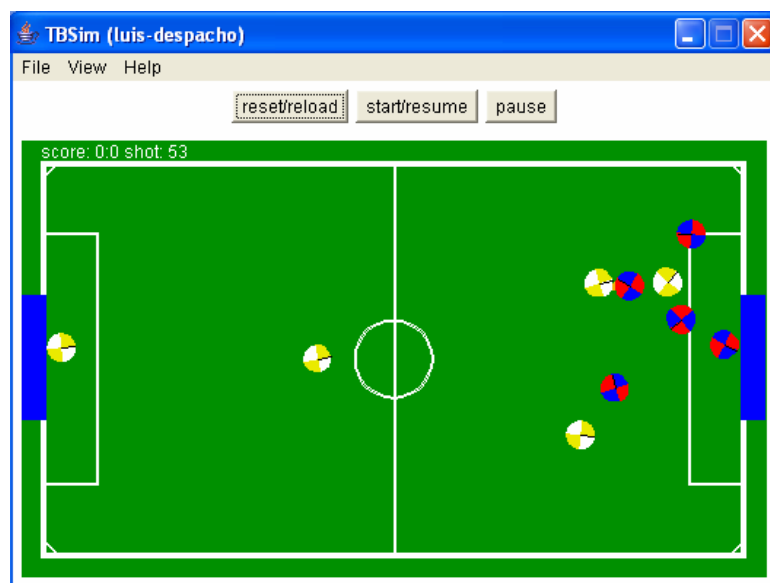 TBSim (luis-despacho)
File View Help
reset/reload start/resume pause
score: 0:0 shot: 53